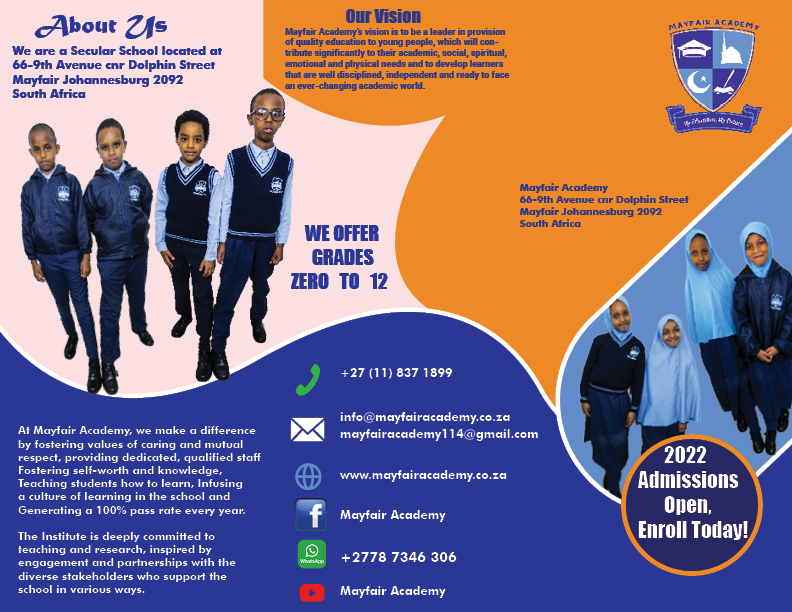 About Us
We are a Secular School located at
66-9th Avenue cnr Dolphin Street
Mayfair Johannesburg 2092
South Africa
Our Vision
Mayfair Academy's vision is to be a leader in provision
of quality education to young people, which will con-
tribute significantly to their academic, social, spiritual,
emotional and physical needs and to develop learners
that are well disciplined, independent and ready to face
an ever-changing academic world.
MAYFAIR ACADEMY
My Education, My Future
Mayfair Academy
66-9th Avenue cnr Dolphin Street
Mayfair Johannesburg 2092
South Africa
WE OFFER
GRADES
ZERO TO 12
At Mayfair Academy, we make a difference
by fostering values of caring and mutual
respect, providing dedicated, qualified staff
Fostering self-worth and knowledge,
Teaching students how to learn, Infusing
a culture of learning in the school and
Generating a 100% pass rate every year.
The Institute is deeply committed to
teaching and research, inspired by
engagement and partnerships with the
diverse stakeholders who support the
school in various ways.
+27 (11) 837 1899
info@mayfairacademy.co.za
mayfairacademy114@gmail.com
www.mayfairacademy.co.za
f
Mayfair Academy
WhatsApp
+2778 7346 306
Mayfair Academy
2022
Admissions
Open,
Enroll Today!